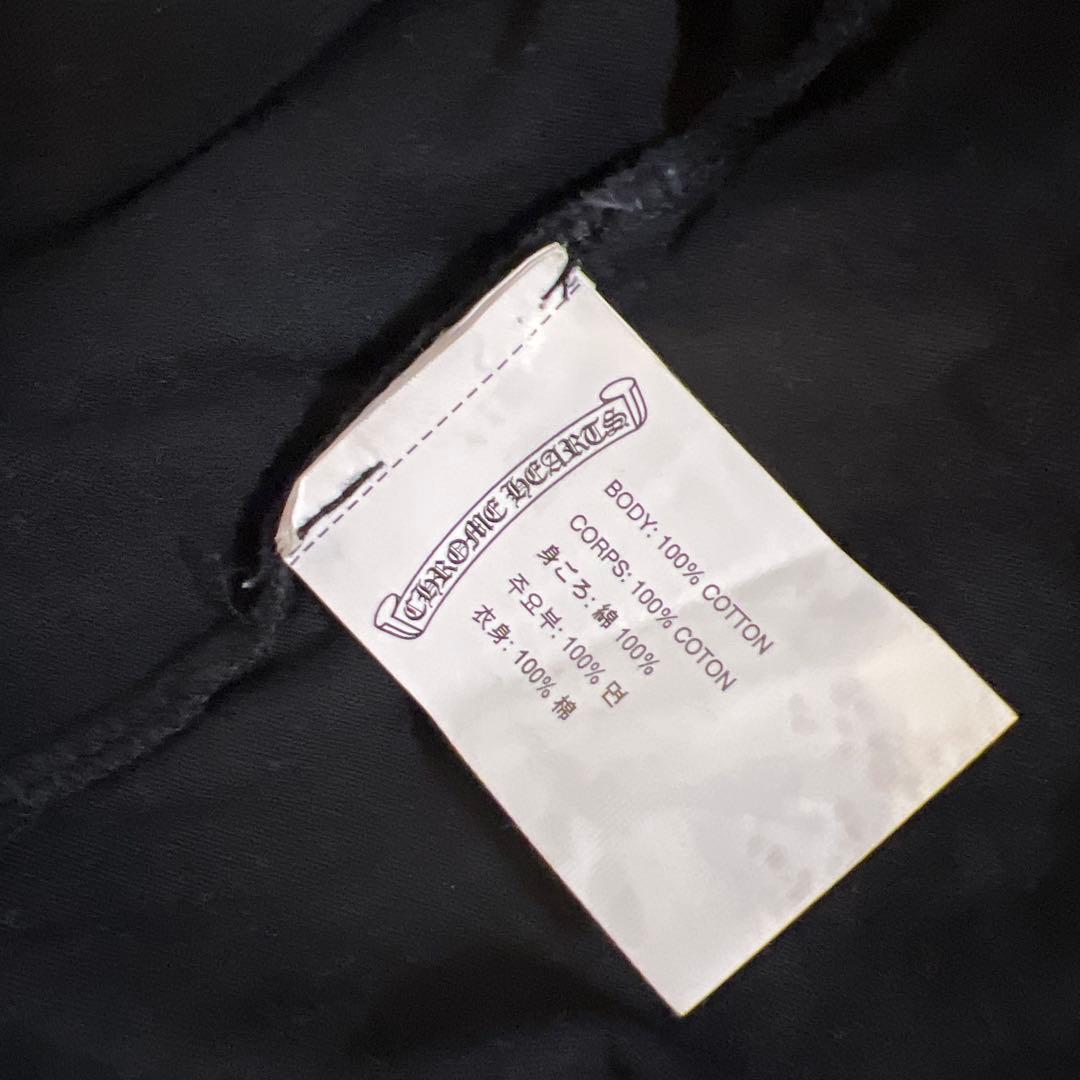 CHROME HEARTS
BODY: 100% COTTON
CORPS: 100% COTON
身ごろ: 綿 100%
주요부: 100% 면
衣身: 100% 棉